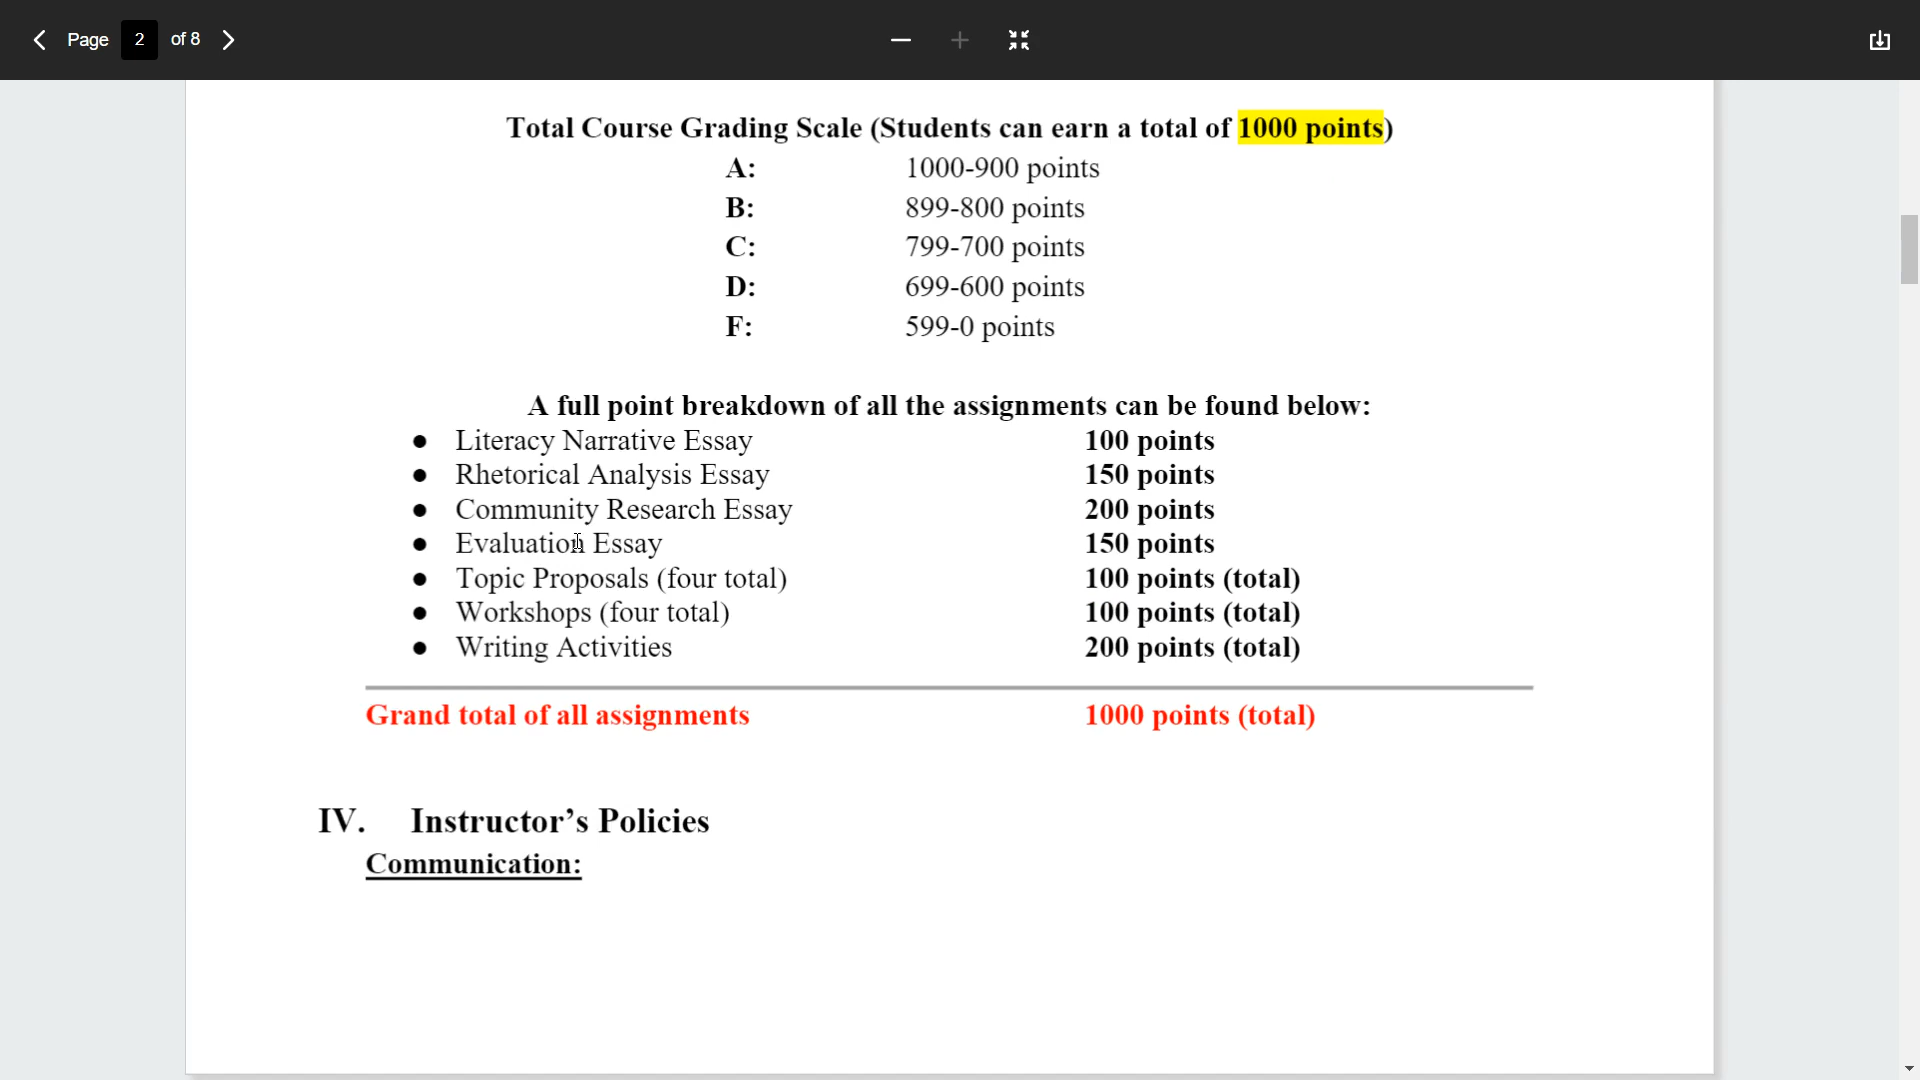 Page 2 of 8
Total Course Grading Scale (Students can earn a total of 1000 points)
A: 1000-900 points
B: 899-800 points
C: 799-700 points
D: 699-600 points
F: 599-0 points
A full point breakdown of all the assignments can be found below:
● Literacy Narrative Essay 100 points
● Rhetorical Analysis Essay 150 points
● Community Research Essay 200 points
● Evaluation Essay 150 points
● Topic Proposals (four total) 100 points (total)
● Workshops (four total) 100 points (total)
● Writing Activities 200 points (total)
Grand total of all assignments 1000 points (total)
IV. Instructor’s Policies
Communication: